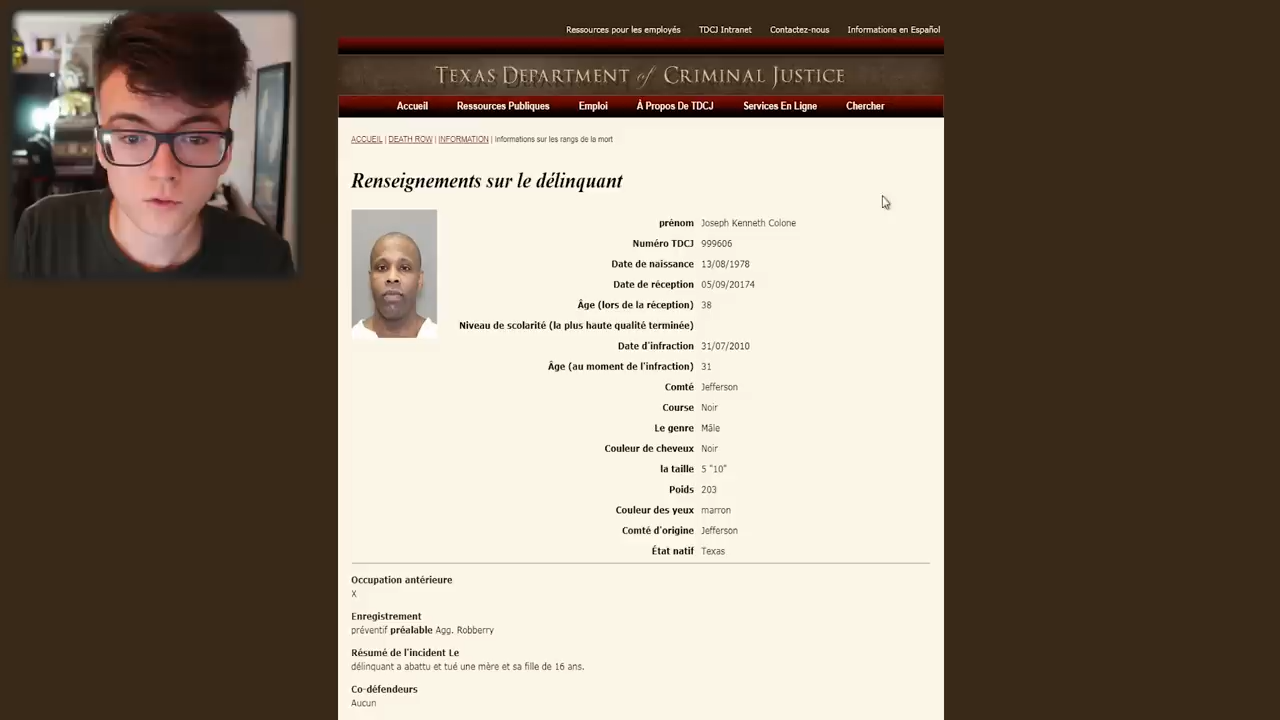 Ressources pour les employés TDCJ Intranet Contactez-nous Informations en Español
TEXAS DEPARTMENT of CRIMINAL JUSTICE
Accueil Ressources Publiques Emploi À Propos De TDCJ Services En Ligne Chercher
ACCUEIL | DEATH ROW | INFORMATION | Informations sur les rangs de la mort
Renseignements sur le délinquant
prénom Joseph Kenneth Colone
Numéro TDCJ 999606
Date de naissance 13/08/1978
Date de réception 05/09/20174
Âge (lors de la réception) 38
Niveau de scolarité (la plus haute qualité terminée)
Date d'infraction 31/07/2010
Âge (au moment de l'infraction) 31
Comté Jefferson
Course Noir
Le genre Mâle
Couleur de cheveux Noir
la taille 5 "10"
Poids 203
Couleur des yeux marron
Comté d'origine Jefferson
État natif Texas
Occupation antérieure
X
Enregistrement
préventif préalable Agg. Robberry
Résumé de l'incident Le
délinquant a abattu et tué une mère et sa fille de 16 ans.
Co-défendeurs
Aucun